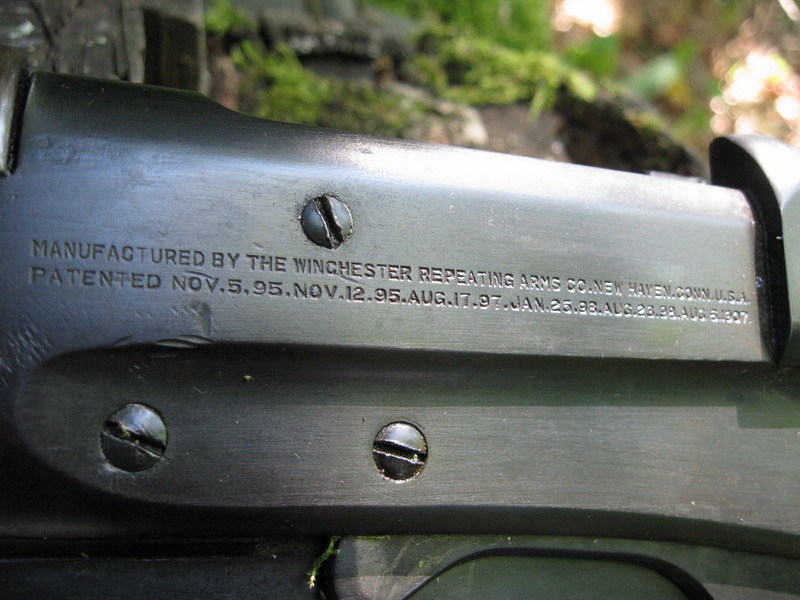 MANUFACTURED BY THE WINCHESTER REPEATING ARMS CO. NEW HAVEN. CONN. U.S.A.
PATENTED NOV.5.95.NOV.12.95.AUG.17.97.JAN.25.98.AUG.23.98.AUG.6.1907.